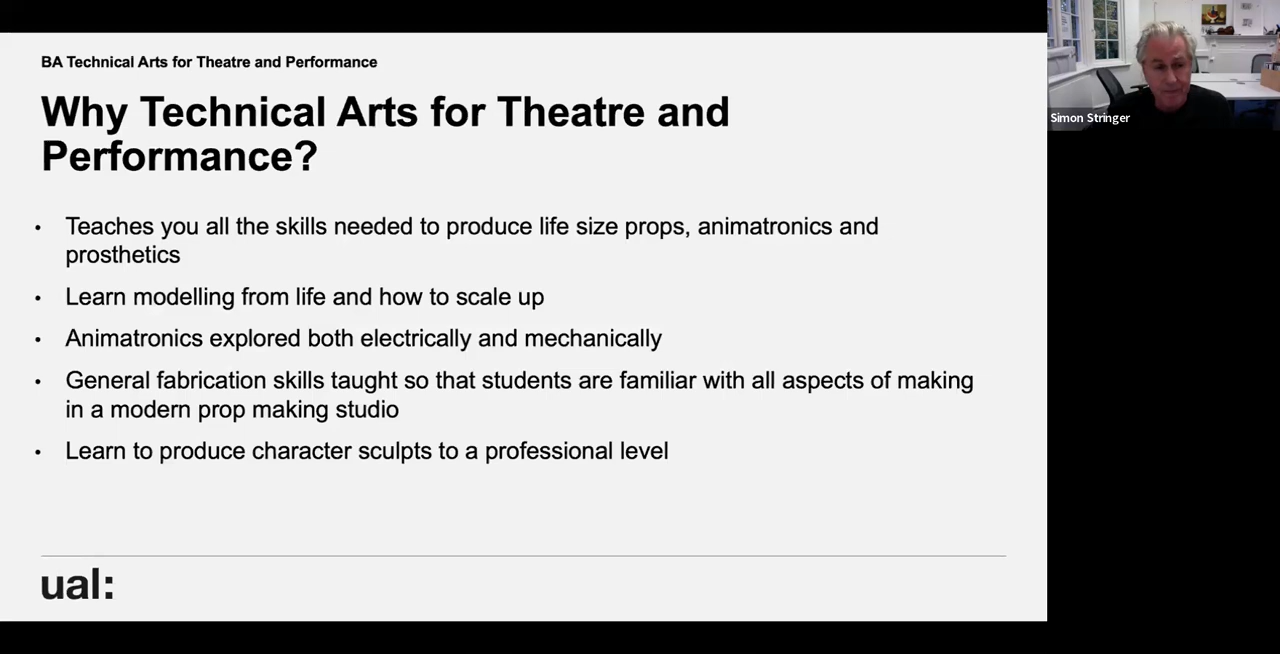 BA Technical Arts for Theatre and Performance
Why Technical Arts for Theatre and
Performance?
• Teaches you all the skills needed to produce life size props, animatronics and
prosthetics
• Learn modelling from life and how to scale up
• Animatronics explored both electrically and mechanically
• General fabrication skills taught so that students are familiar with all aspects of making
in a modern prop making studio
• Learn to produce character sculpts to a professional level
ual:
Simon Stringer